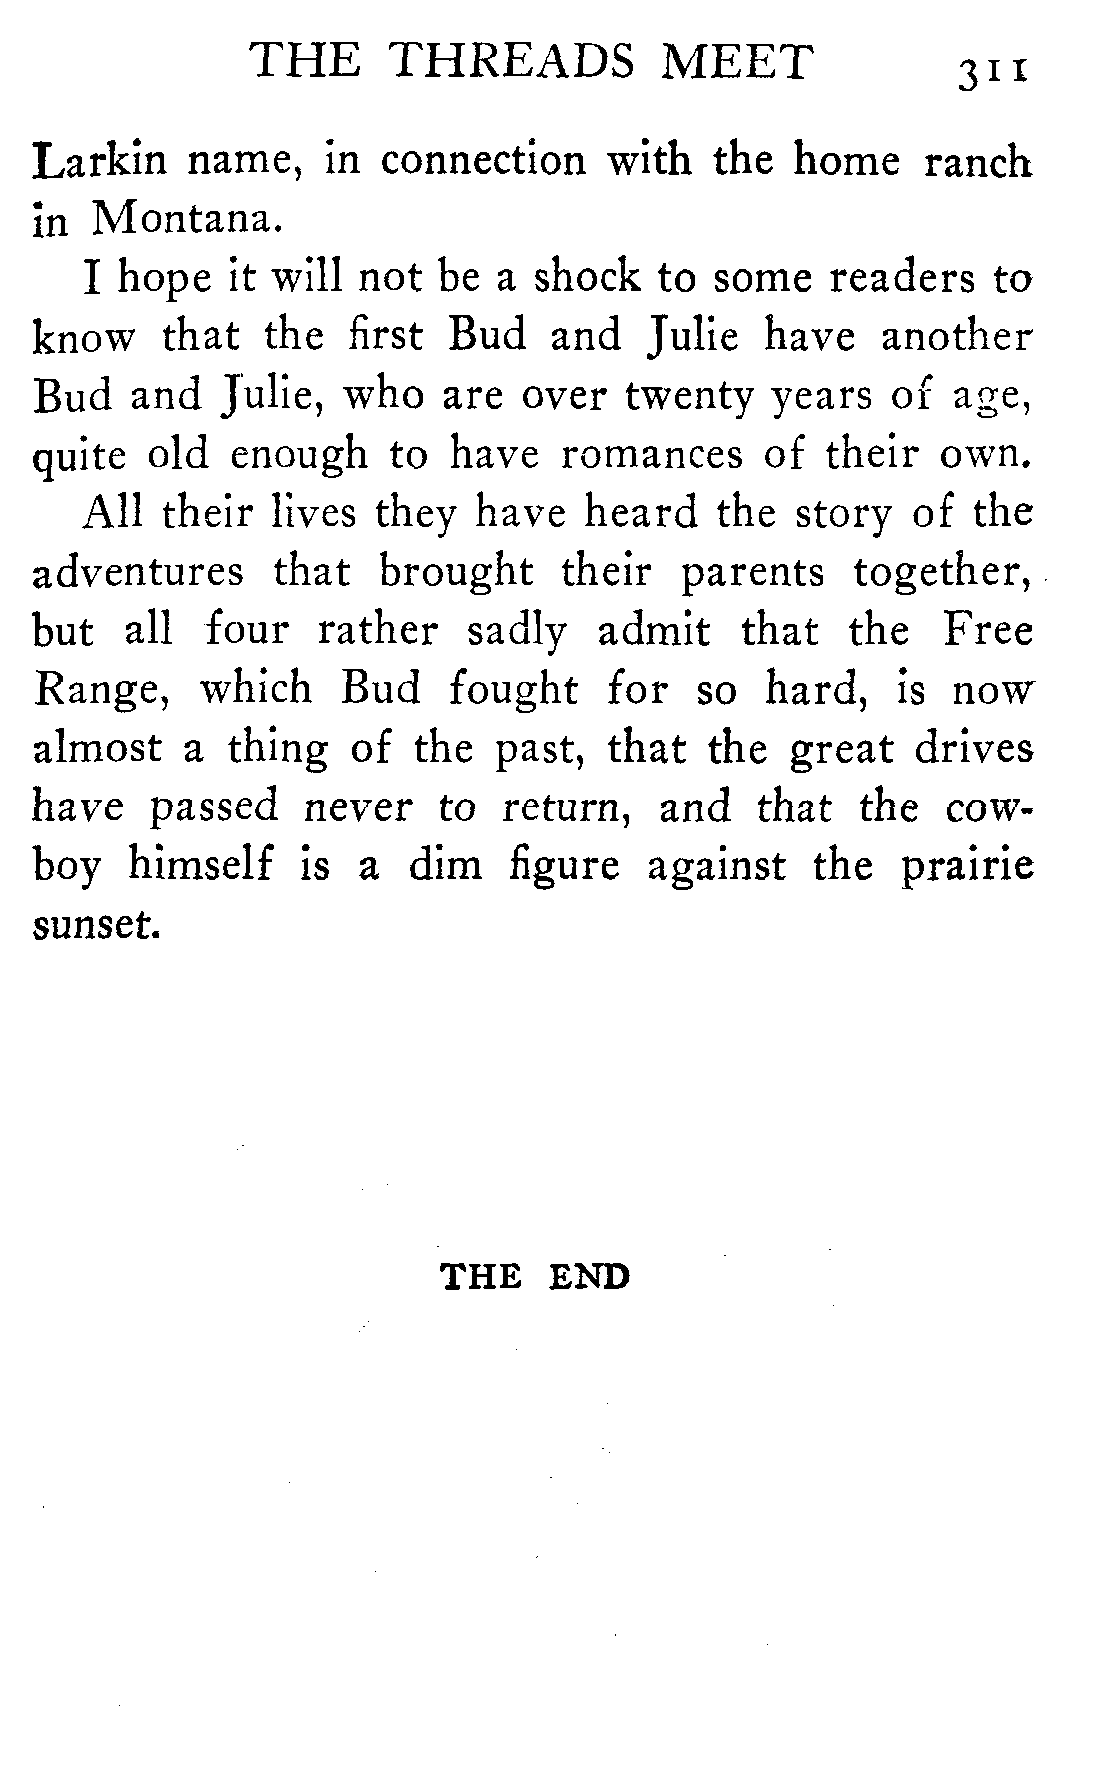 THE THREADS MEET 311
Larkin name, in connection with the home ranch
in Montana.
I hope it will not be a shock to some readers to
know that the first Bud and Julie have another
Bud and Julie, who are over twenty years of age,
quite old enough to have romances of their own.
All their lives they have heard the story of the
adventures that brought their parents together,
but all four rather sadly admit that the Free
Range, which Bud fought for so hard, is now
almost a thing of the past, that the great drives
have passed never to return, and that the cow-
boy himself is a dim figure against the prairie
sunset.
THE END